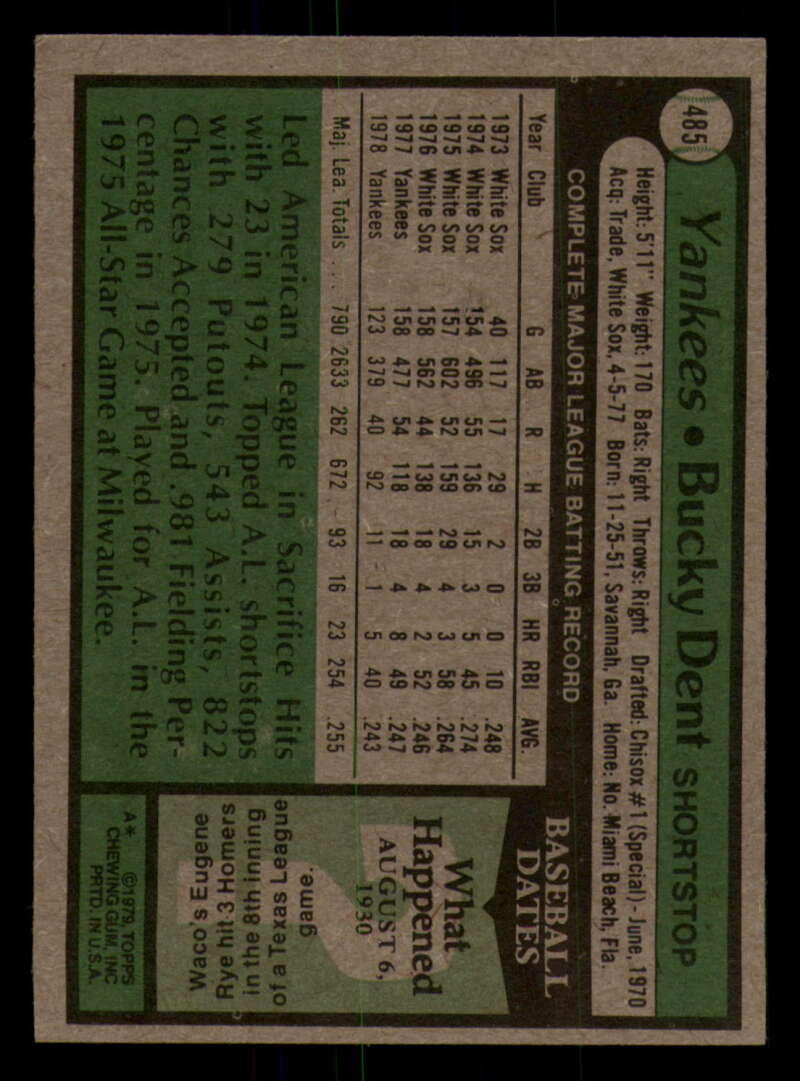 485
Yankees • Bucky Dent SHORTSTOP
Height: 5'11" Weight: 170 Bats: Right Throws: Right Drafted: Chisox #1 (Special) - June, 1970
Acq: Trade, White Sox, 4-5-77 Born: 11-25-51, Savannah, Ga. Home: No. Miami Beach, Fla.
COMPLETE MAJOR LEAGUE BATTING RECORD
Year Club G AB R H 2B 3B HR RBI AVG.
1973 White Sox 40 117 17 29 2 0 0 10 .248
1974 White Sox 154 496 55 136 15 3 5 45 .274
1975 White Sox 157 602 52 159 29 4 3 58 .264
1976 White Sox 158 562 44 138 18 4 2 52 .246
1977 Yankees 158 477 54 118 18 4 8 49 .247
1978 Yankees 123 379 40 92 11 1 5 40 .243
Maj. Lea. Totals . . . 790 2633 262 672 93 16 23 254 .255
Led American League in Sacrifice Hits
with 23 in 1974. Topped A.L. shortstops
with 279 Putouts, 543 Assists, 822
Chances Accepted and .981 Fielding Per-
centage in 1975. Played for A.L. in the
1975 All-Star Game at Milwaukee.
BASEBALL
DATES
What
Happened
AUGUST 6,
1930
?
Waco's Eugene
Rye hit 3 Homers
in the 8th inning
of a Texas League
game.
A* ©1979, TOPPS
CHEWING GUM, INC
PRTD. IN U.S.A.